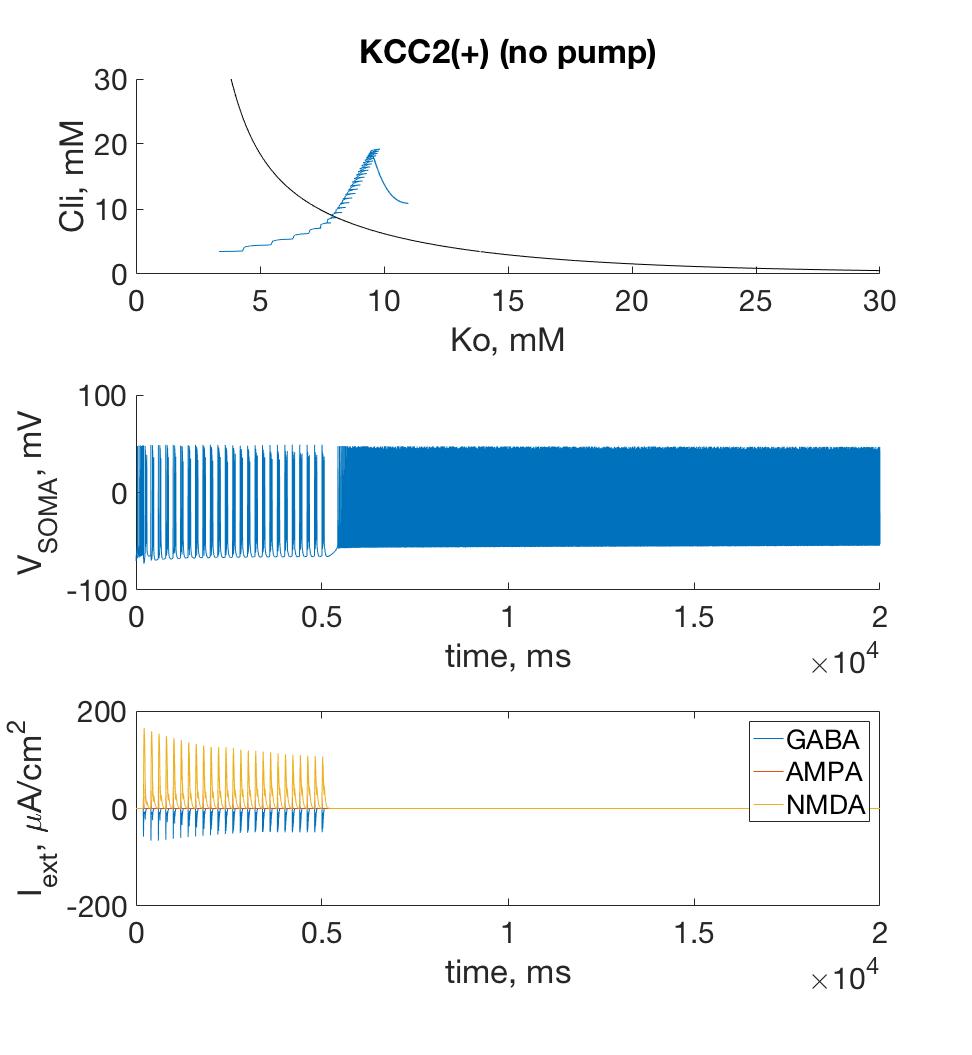 KCC2(+) (no pump)
30
20
10
0
Cli, mM
0 5 10 15 20 25 30
Ko, mM
100
0
-100
V_SOMA, mV
0 0.5 1 1.5 2
time, ms
×10^4
200
0
-200
I_ext, μA/cm^2
GABA
AMPA
NMDA
0 0.5 1 1.5 2
time, ms
×10^4